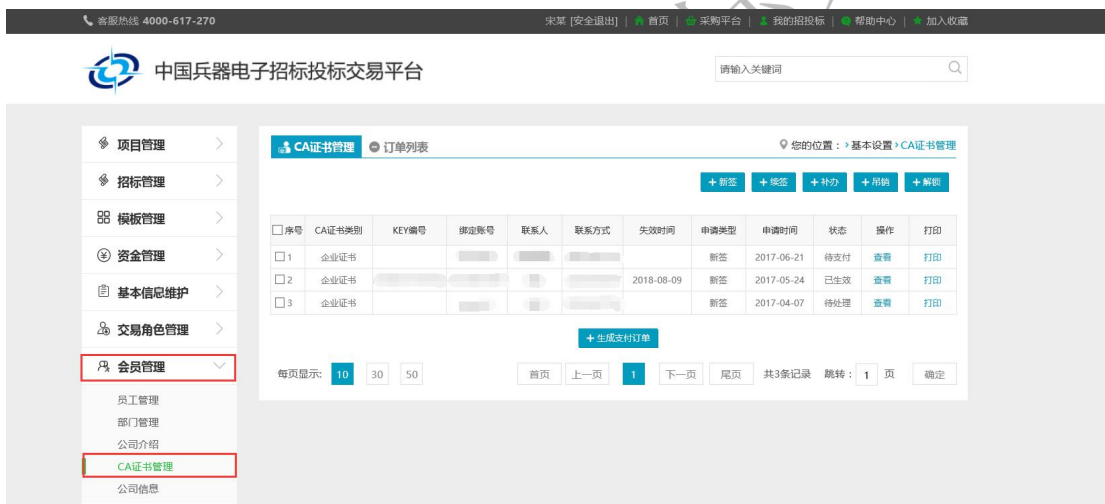 客服热线 4000-617-270 宋某 [安全退出] | 首页 | 采购平台 | 我的招投标 | 帮助中心 | 加入收藏
中国兵器电子招标投标交易平台 请输入关键词
项目管理
招标管理
模板管理
资金管理
基本信息维护
交易角色管理
会员管理
员工管理
部门管理
公司介绍
CA证书管理
公司信息
CA证书管理 订单列表 您的位置：>基本设置>CA证书管理
+新签 +续签 +补办 +吊销 +解锁
序号 CA证书类别 KEY编号 绑定账号 联系人 联系方式 失效时间 申请类型 申请时间 状态 操作 打印
1 企业证书 新签 2017-06-21 待支付 查看 打印
2 企业证书 2018-08-09 新签 2017-05-24 已生效 查看 打印
3 企业证书 新签 2017-04-07 待处理 查看 打印
+生成支付订单
每页显示: 10 30 50 首页 上一页 1 下一页 尾页 共3条记录 跳转： 1 页 确定